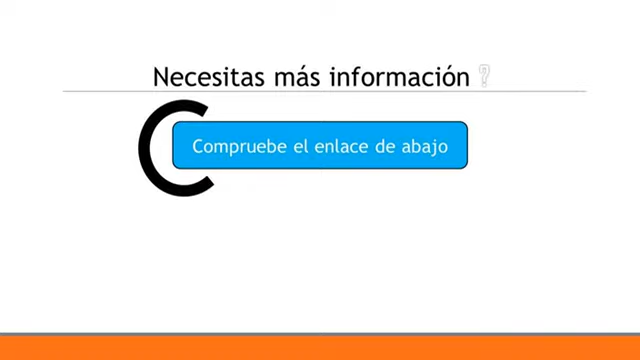 Necesitas más información ?
Compruebe el enlace de abajo